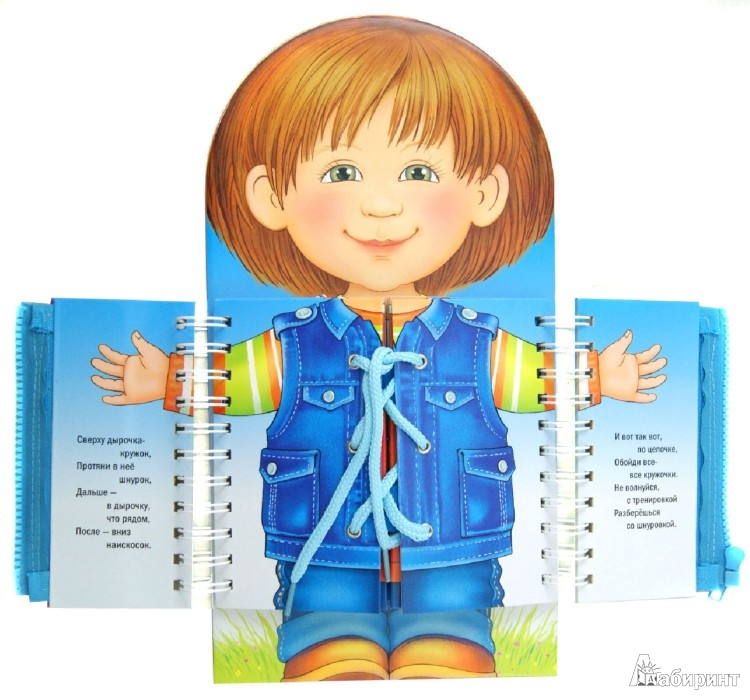 Сверху дырочка-
кружок,
Протяни в неё
шнурок,
Дальше —
в дырочку,
что рядом,
После — вниз
наискосок.
И вот так вот,
по цепочке,
Обойди все-
все кружочки.
Не волнуйся,
с тренировкой
Разберёшься
со шнуровкой.
Лабиринт